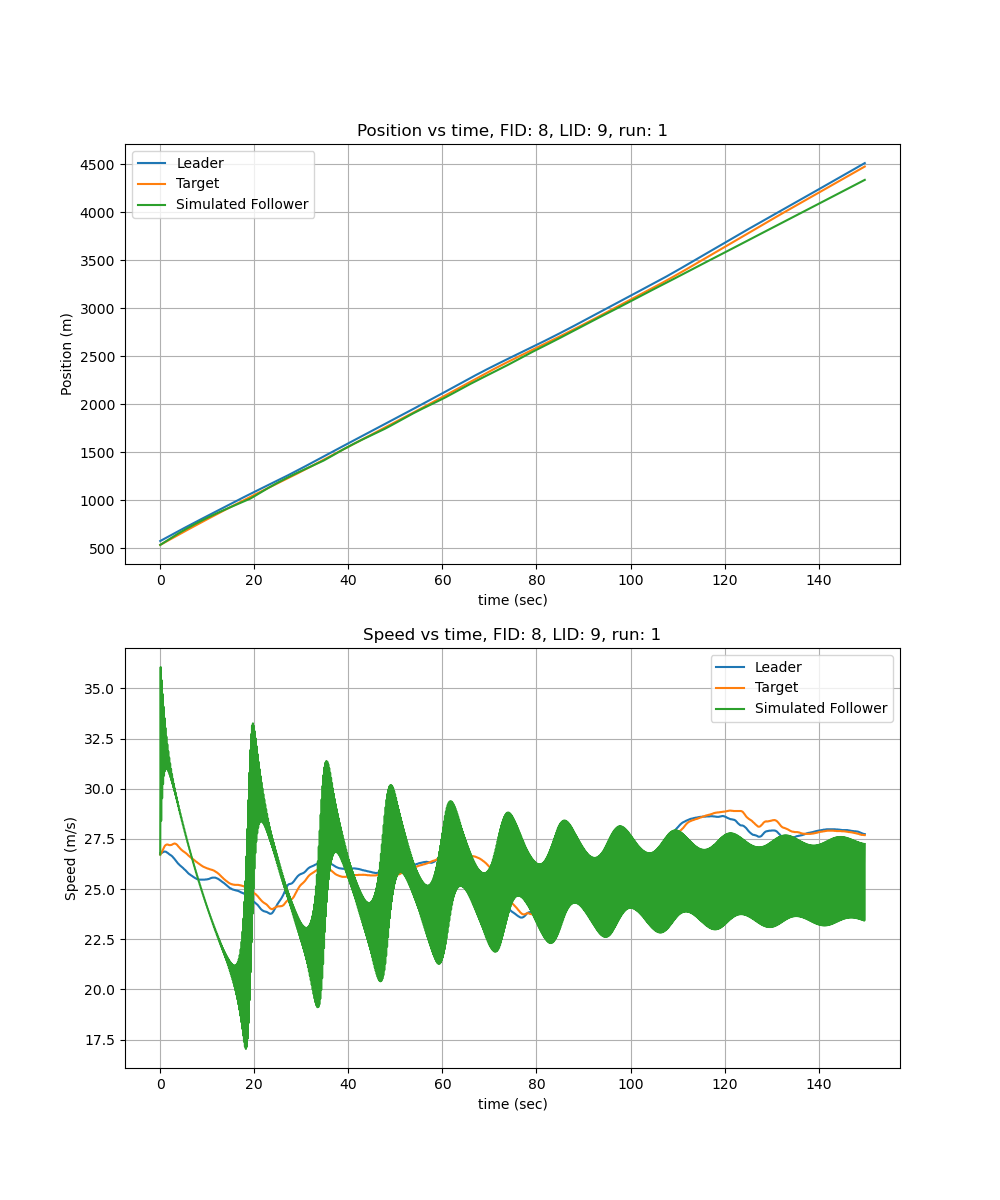 Position vs time, FID: 8, LID: 9, run: 1
Leader
Target
Simulated Follower
4500
4000
3500
3000
2500
2000
1500
1000
500
Position (m)
0 20 40 60 80 100 120 140
time (sec)
Speed vs time, FID: 8, LID: 9, run: 1
Leader
Target
Simulated Follower
35.0
32.5
30.0
27.5
25.0
22.5
20.0
17.5
Speed (m/s)
0 20 40 60 80 100 120 140
time (sec)